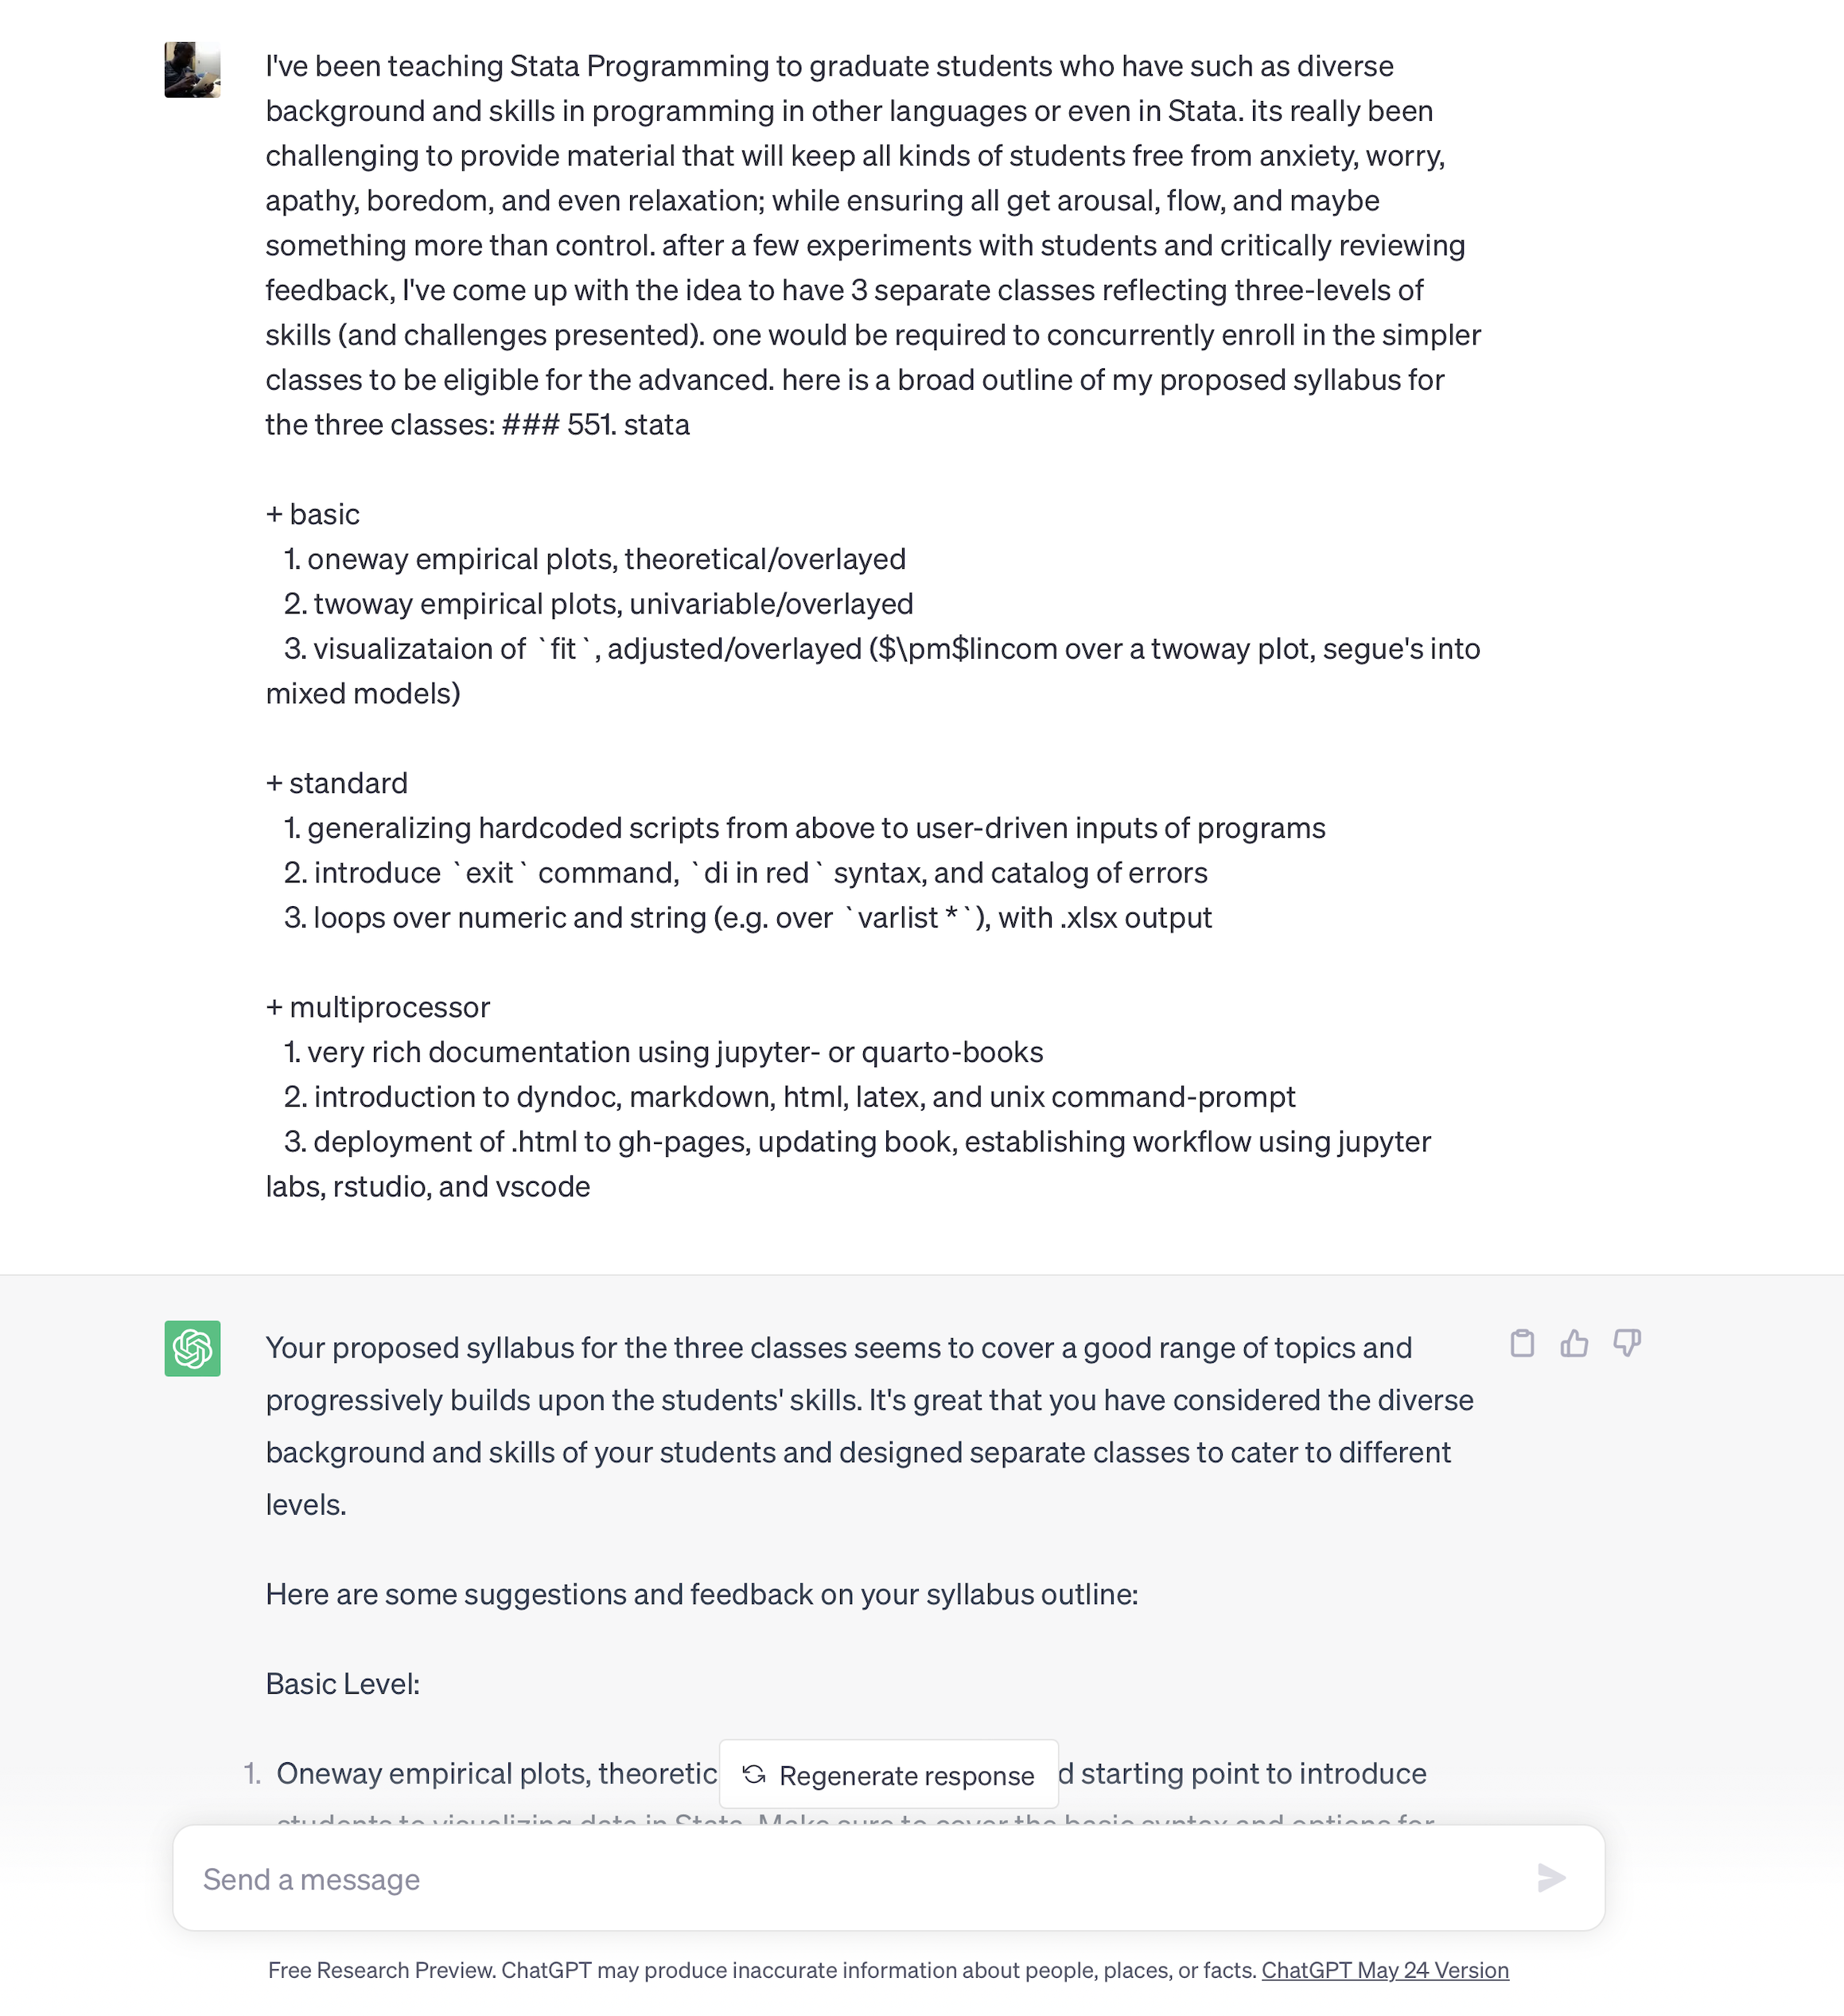 I've been teaching Stata Programming to graduate students who have such as diverse
background and skills in programming in other languages or even in Stata. its really been
challenging to provide material that will keep all kinds of students free from anxiety, worry,
apathy, boredom, and even relaxation; while ensuring all get arousal, flow, and maybe
something more than control. after a few experiments with students and critically reviewing
feedback, I've come up with the idea to have 3 separate classes reflecting three-levels of
skills (and challenges presented). one would be required to concurrently enroll in the simpler
classes to be eligible for the advanced. here is a broad outline of my proposed syllabus for
the three classes: ### 551. stata
+ basic
1. oneway empirical plots, theoretical/overlayed
2. twoway empirical plots, univariable/overlayed
3. visualizataion of `fit`, adjusted/overlayed ($\pm$lincom over a twoway plot, segue's into
mixed models)
+ standard
1. generalizing hardcoded scripts from above to user-driven inputs of programs
2. introduce `exit` command, `di in red` syntax, and catalog of errors
3. loops over numeric and string (e.g. over `varlist *`), with .xlsx output
+ multiprocessor
1. very rich documentation using jupyter- or quarto-books
2. introduction to dyndoc, markdown, html, latex, and unix command-prompt
3. deployment of .html to gh-pages, updating book, establishing workflow using jupyter
labs, rstudio, and vscode
Your proposed syllabus for the three classes seems to cover a good range of topics and
progressively builds upon the students' skills. It's great that you have considered the diverse
background and skills of your students and designed separate classes to cater to different
levels.
Here are some suggestions and feedback on your syllabus outline:
Basic Level:
1. Oneway empirical plots, theoretic Regenerate response d starting point to introduce
students to visualizing data in Stata. Make sure to cover the basic syntax and options for
Send a message
Free Research Preview. ChatGPT may produce inaccurate information about people, places, or facts. ChatGPT May 24 Version